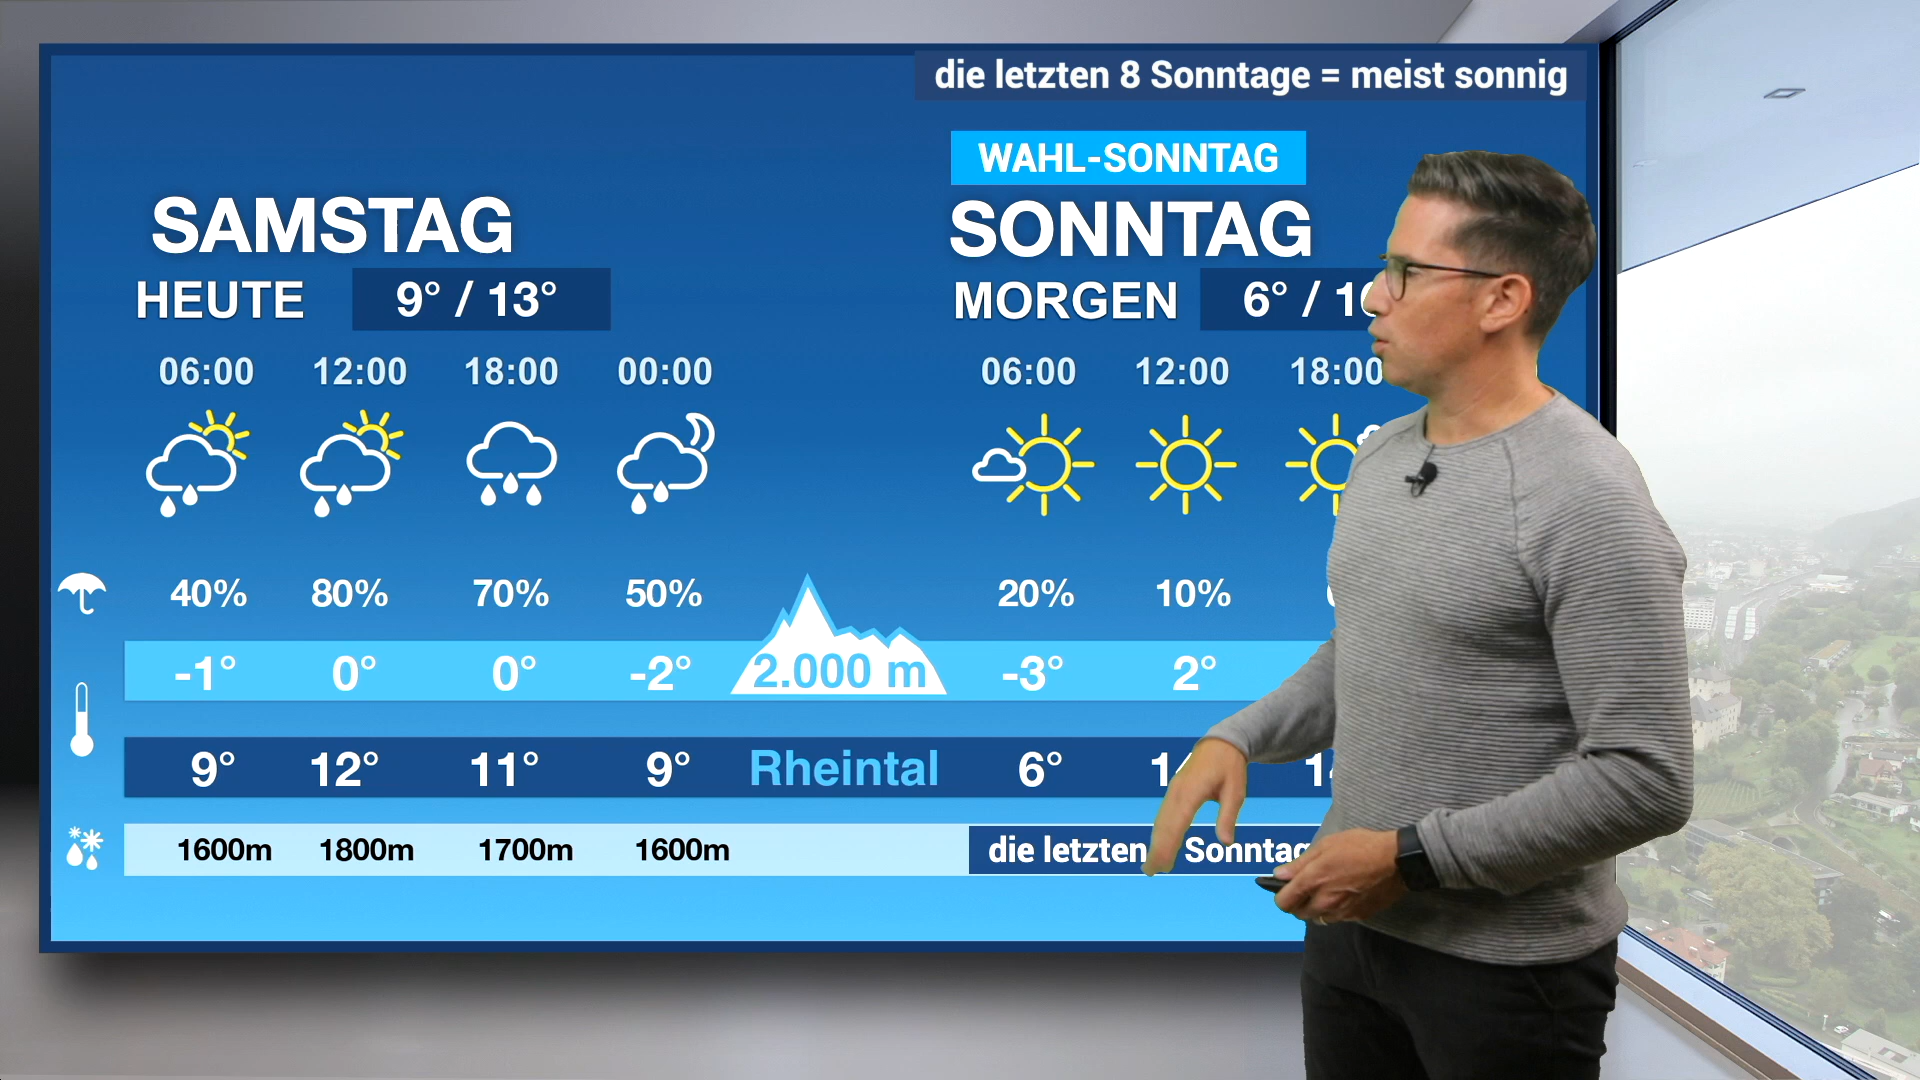 die letzten 8 Sonntage = meist sonnig
WAHL-SONNTAG
SAMSTAG
SONNTAG
HEUTE 9° / 13°
MORGEN 6° /
06:00 12:00 18:00 00:00
06:00 12:00 18:00
40% 80% 70% 50%
20% 10%
-1° 0° 0° -2° 2.000 m -3° 2°
9° 12° 11° 9° Rheintal 6°
1600m 1800m 1700m 1600m
die letzten